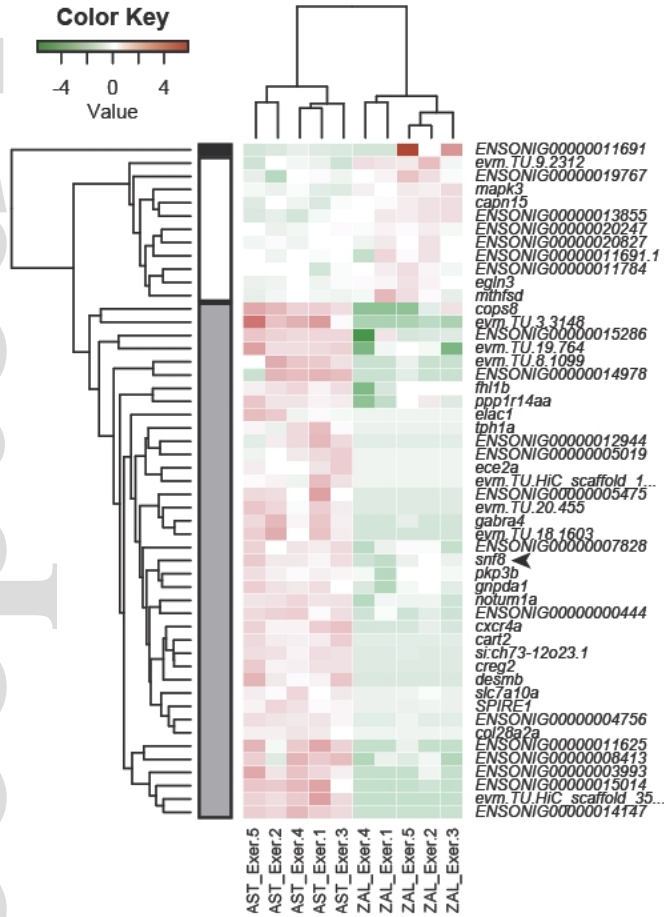 Color Key
-4 0 4
Value
ENSONIG00000011691
evm.TU.9.2312
ENSONIG00000019767
mapk3
capn15
ENSONIG00000013855
ENSONIG00000020247
ENSONIG00000020827
ENSONIG00000011691.1
ENSONIG00000011784
egln3
mthfsd
cops8
evm.TU.3.3148
ENSONIG00000015286
evm.TU.19.764
evm.TU.8.1099
ENSONIG00000014978
fhl1b
ppp1r14aa
elac1
tph1a
ENSONIG00000012944
ENSONIG00000005019
ece2a
evm.TU.HiC_scaffold_1...
ENSONIG00000005475
evm.TU.20.455
gabra4
evm.TU.18.1603
ENSONIG00000007828
snf8
pkp3b
gnpda1
notum1a
ENSONIG00000000444
cxcr4a
cart2
si:ch73-12o23.1
creg2
desmb
slc7a10a
SPIRE1
ENSONIG00000004756
col28a2a
ENSONIG00000011625
ENSONIG00000008413
ENSONIG00000003993
ENSONIG00000015014
evm.TU.HiC_scaffold_35...
ENSONIG00000014147
AST_Exer.5
AST_Exer.2
AST_Exer.4
AST_Exer.1
AST_Exer.3
ZAL_Exer.4
ZAL_Exer.1
ZAL_Exer.5
ZAL_Exer.2
ZAL_Exer.3